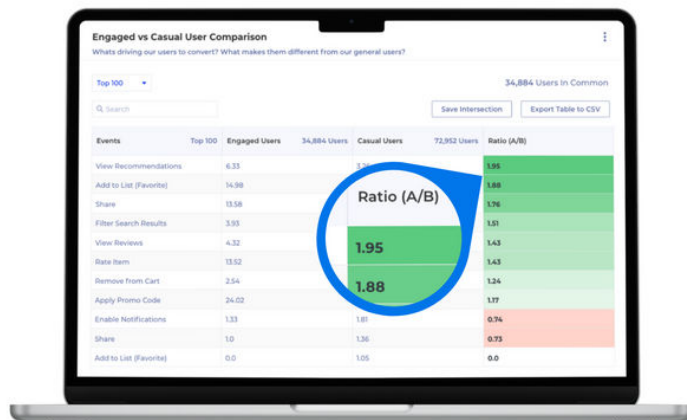 Engaged vs Casual User Comparison
Whats driving our users to convert? What makes them different from our general users?
Top 100
34,884 Users In Common
Search
Save Intersection
Export Table to CSV
Events Top 100 Engaged Users 34,884 Users Casual Users 72,952 Users Ratio (A/B)
View Recommendations 6.33 1.95
Add to List (Favorite) 14.98 1.88
Share 13.58 1.76
Filter Search Results 3.93 1.51
View Reviews 4.32 1.43
Rate Item 13.52 1.43
Remove from Cart 2.54 1.24
Apply Promo Code 24.02 1.17
Enable Notifications 1.33 1.81 0.74
Share 1.0 1.36 0.73
Add to List (Favorite) 0.0 1.05 0.0
Ratio (A/B)
1.95
1.88